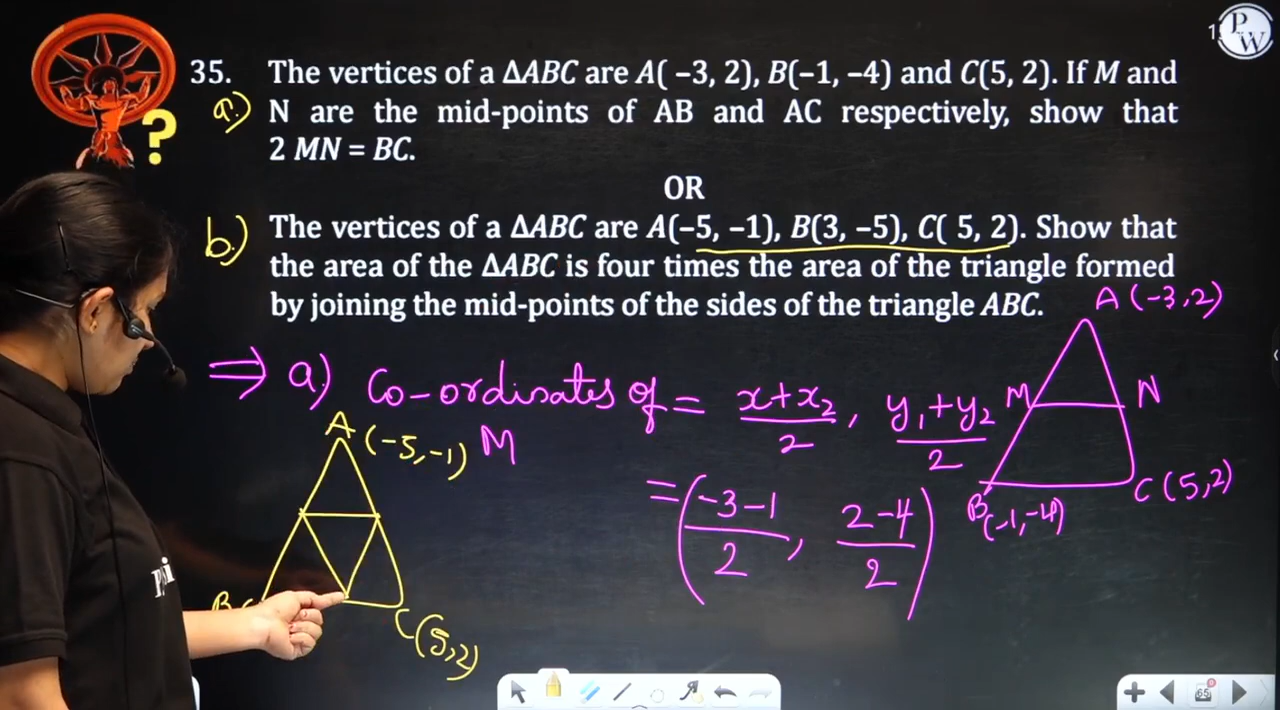 PW
35. The vertices of a ΔABC are A( −3, 2), B(−1, −4) and C(5, 2). If M and
a.) N are the mid-points of AB and AC respectively, show that
2 MN = BC.
?
OR
b.) The vertices of a ΔABC are A(−5, −1), B(3, −5), C( 5, 2). Show that
the area of the ΔABC is four times the area of the triangle formed
by joining the mid-points of the sides of the triangle ABC.
A (-3,2)
⇒ a.) Co-ordinates of = x+x₂/2, y₁+y₂/2
M
M N
B(-1,-4) C(5,2)
= (-3-1/2, 2-4/2)
A (-5,-1)
C(5,2)
65